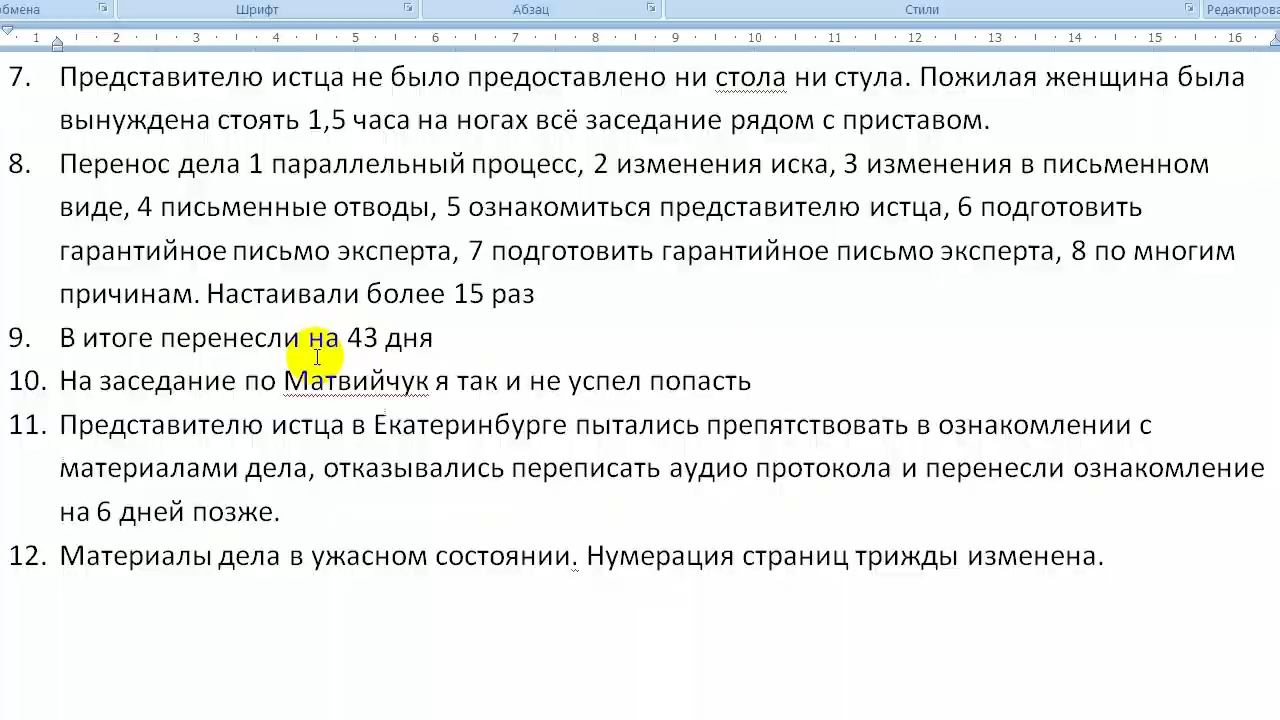 обмена Шрифт Абзац Стили Редактирова
1 1 2 3 4 5 6 7 8 9 10 11 12 13 14 15 16
7. Представителю истца не было предоставлено ни стола ни стула. Пожилая женщина была
вынуждена стоять 1,5 часа на ногах всё заседание рядом с приставом.
8. Перенос дела 1 параллельный процесс, 2 изменения иска, 3 изменения в письменном
виде, 4 письменные отводы, 5 ознакомиться представителю истца, 6 подготовить
гарантийное письмо эксперта, 7 подготовить гарантийное письмо эксперта, 8 по многим
причинам. Настаивали более 15 раз
9. В итоге перенесли на 43 дня
10. На заседание по Матвийчук я так и не успел попасть
11. Представителю истца в Екатеринбурге пытались препятствовать в ознакомлении с
материалами дела, отказывались переписать аудио протокола и перенесли ознакомление
на 6 дней позже.
12. Материалы дела в ужасном состоянии. Нумерация страниц трижды изменена.